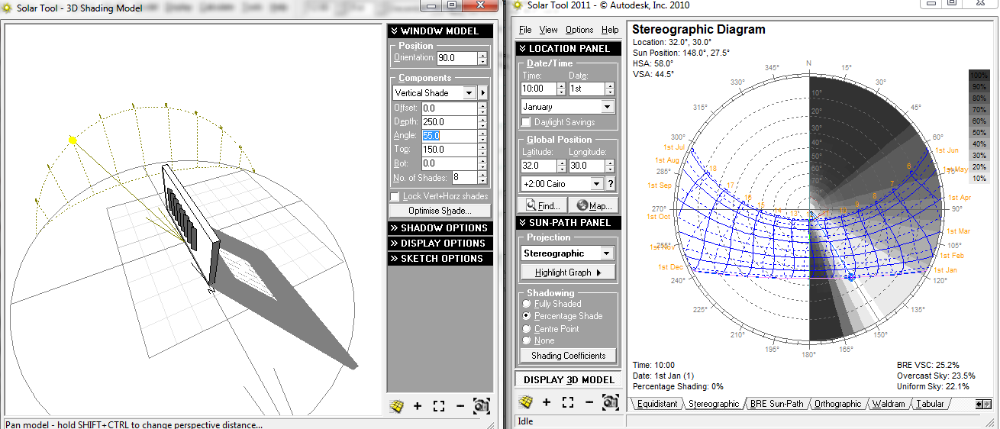 Solar Tool - 3D Shading Model
WINDOW MODEL
Position
Orientation: 90.0
Components
Vertical Shade
Offset: 0.0
Depth: 250.0
Angle: 55.0
Top: 150.0
Bot: 0.0
No. of Shades: 8
Lock Vert+Horz shades
Optimise Shade...
SHADOW OPTIONS
DISPLAY OPTIONS
SKETCH OPTIONS
N
Pan model - hold SHIFT+CTRL to change perspective distance...
Solar Tool 2011 - © Autodesk, Inc. 2010
File View Options Help
LOCATION PANEL
Date/Time
Time: Date:
10:00 1st
January
Daylight Savings
Global Position
Latitude: Longitude:
32.0 30.0
+2:00 Cairo ?
Find... Map...
SUN-PATH PANEL
Projection
Stereographic
Highlight Graph
Shadowing
Fully Shaded
Percentage Shade
Centre Point
None
Shading Coefficients
DISPLAY 3D MODEL
Idle
Stereographic Diagram
Location: 32.0°, 30.0°
Sun Position: 148.0°, 27.5°
HSA: 58.0°
VSA: 44.5°
N
345° 15°
330° 30°
315° 45°
300° 60°
285°
270° 90°
255° 105°
240° 120°
225° 135°
210° 150°
195° 165°
180°
10°
20°
30°
40°
50°
60°
70°
1st Jul 1st Jun
1st Aug 1st May
1st Sep 1st Apr
1st Oct 1st Mar
1st Nov 1st Feb
1st Dec 1st Jan
18 17 16 15 14 13 12 10 9 8 7 6
100%
90%
80%
70%
60%
50%
40%
30%
20%
10%
Time: 10:00
Date: 1st Jan (1)
Percentage Shading: 0%
BRE VSC: 25.2%
Overcast Sky: 23.5%
Uniform Sky: 22.1%
Equidistant Stereographic BRE Sun-Path Orthographic Waldram Tabular